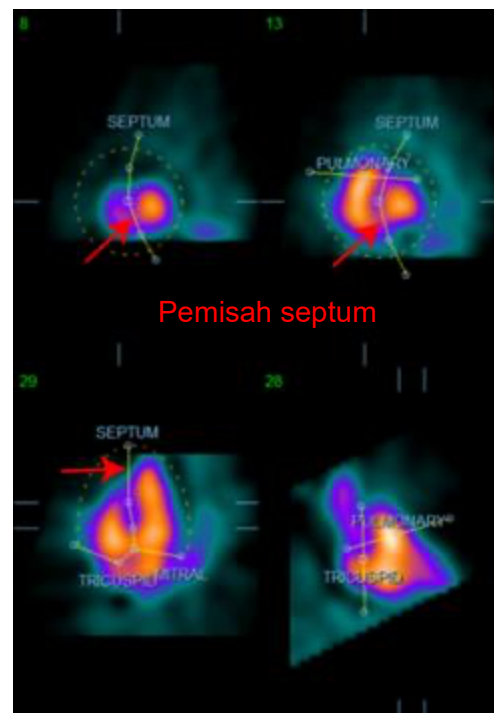 8
13
SEPTUM
SEPTUM
PULMONARY
Pemisah septum
29
28
SEPTUM
PULMONARY
TRICUSPID
MITRAL
TRICUSPID